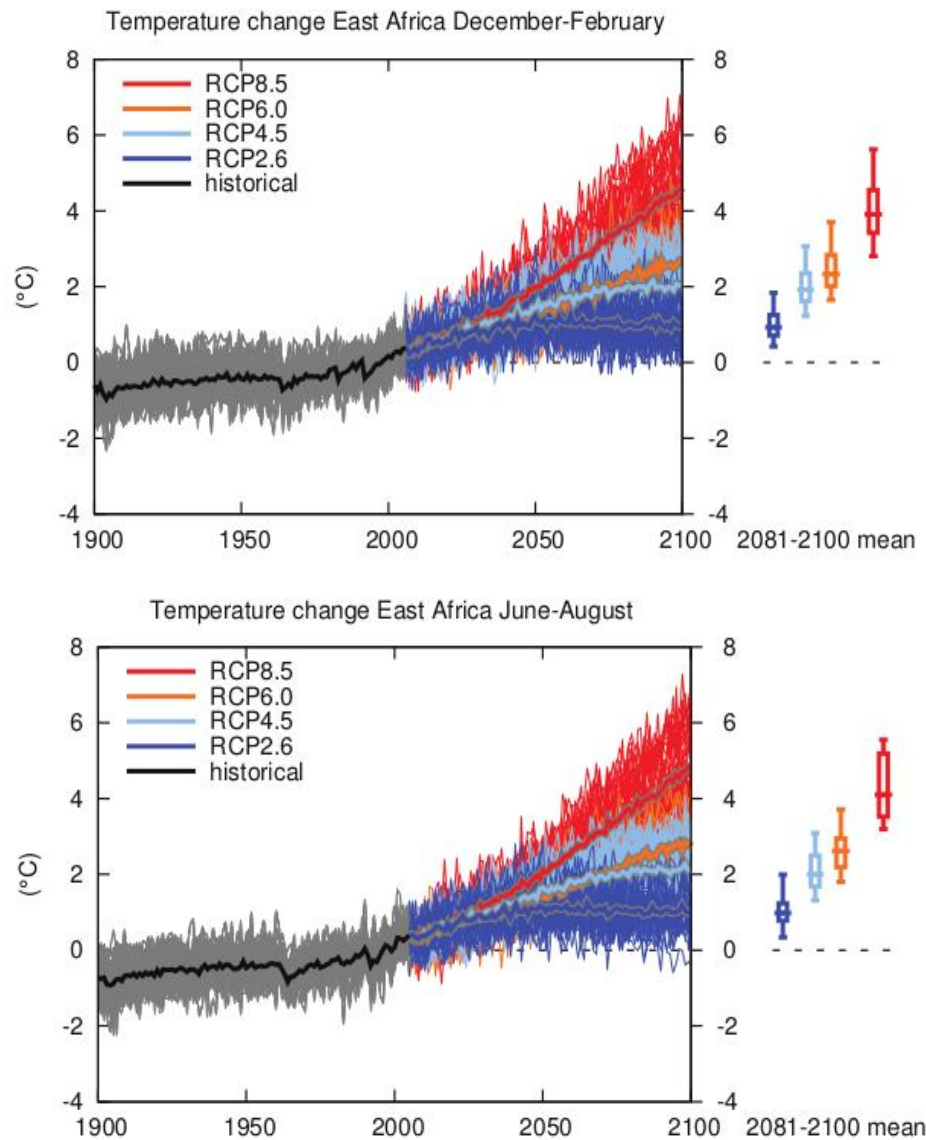 Temperature change East Africa December-February
8
6
4
2
0
-2
-4
(°C)
RCP8.5
RCP6.0
RCP4.5
RCP2.6
historical
1900
1950
2000
2050
2100
8
6
4
2
0
-2
-4
2081-2100 mean
Temperature change East Africa June-August
8
6
4
2
0
-2
-4
(°C)
RCP8.5
RCP6.0
RCP4.5
RCP2.6
historical
1900
1950
2000
2050
2100
8
6
4
2
0
-2
-4
2081-2100 mean